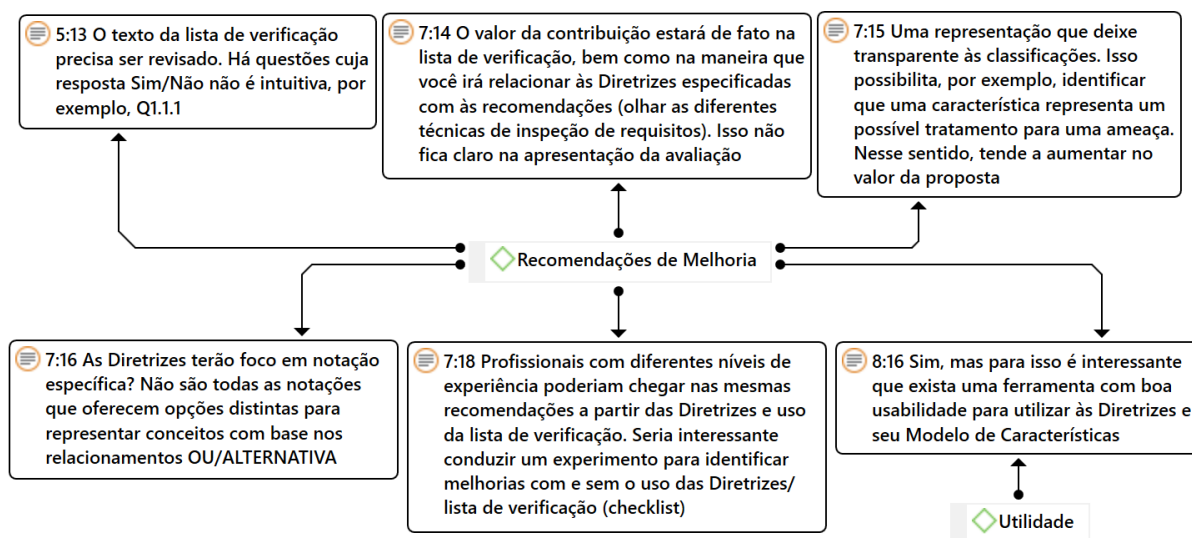 5:13 O texto da lista de verificação
precisa ser revisado. Há questões cuja
resposta Sim/Não não é intuitiva, por
exemplo, Q1.1.1
7:14 O valor da contribuição estará de fato na
lista de verificação, bem como na maneira que
você irá relacionar às Diretrizes especificadas
com às recomendações (olhar as diferentes
técnicas de inspeção de requisitos). Isso não
fica claro na apresentação da avaliação
7:15 Uma representação que deixe
transparente às classificações. Isso
possibilita, por exemplo, identificar
que uma característica representa um
possível tratamento para uma ameaça.
Nesse sentido, tende a aumentar no
valor da proposta
Recomendações de Melhoria
7:16 As Diretrizes terão foco em notação
específica? Não são todas as notações
que oferecem opções distintas para
representar conceitos com base nos
relacionamentos OU/ALTERNATIVA
7:18 Profissionais com diferentes níveis de
experiência poderiam chegar nas mesmas
recomendações a partir das Diretrizes e uso
da lista de verificação. Seria interessante
conduzir um experimento para identificar
melhorias com e sem o uso das Diretrizes/
lista de verificação (checklist)
8:16 Sim, mas para isso é interessante
que exista uma ferramenta com boa
usabilidade para utilizar às Diretrizes e
seu Modelo de Características
Utilidade